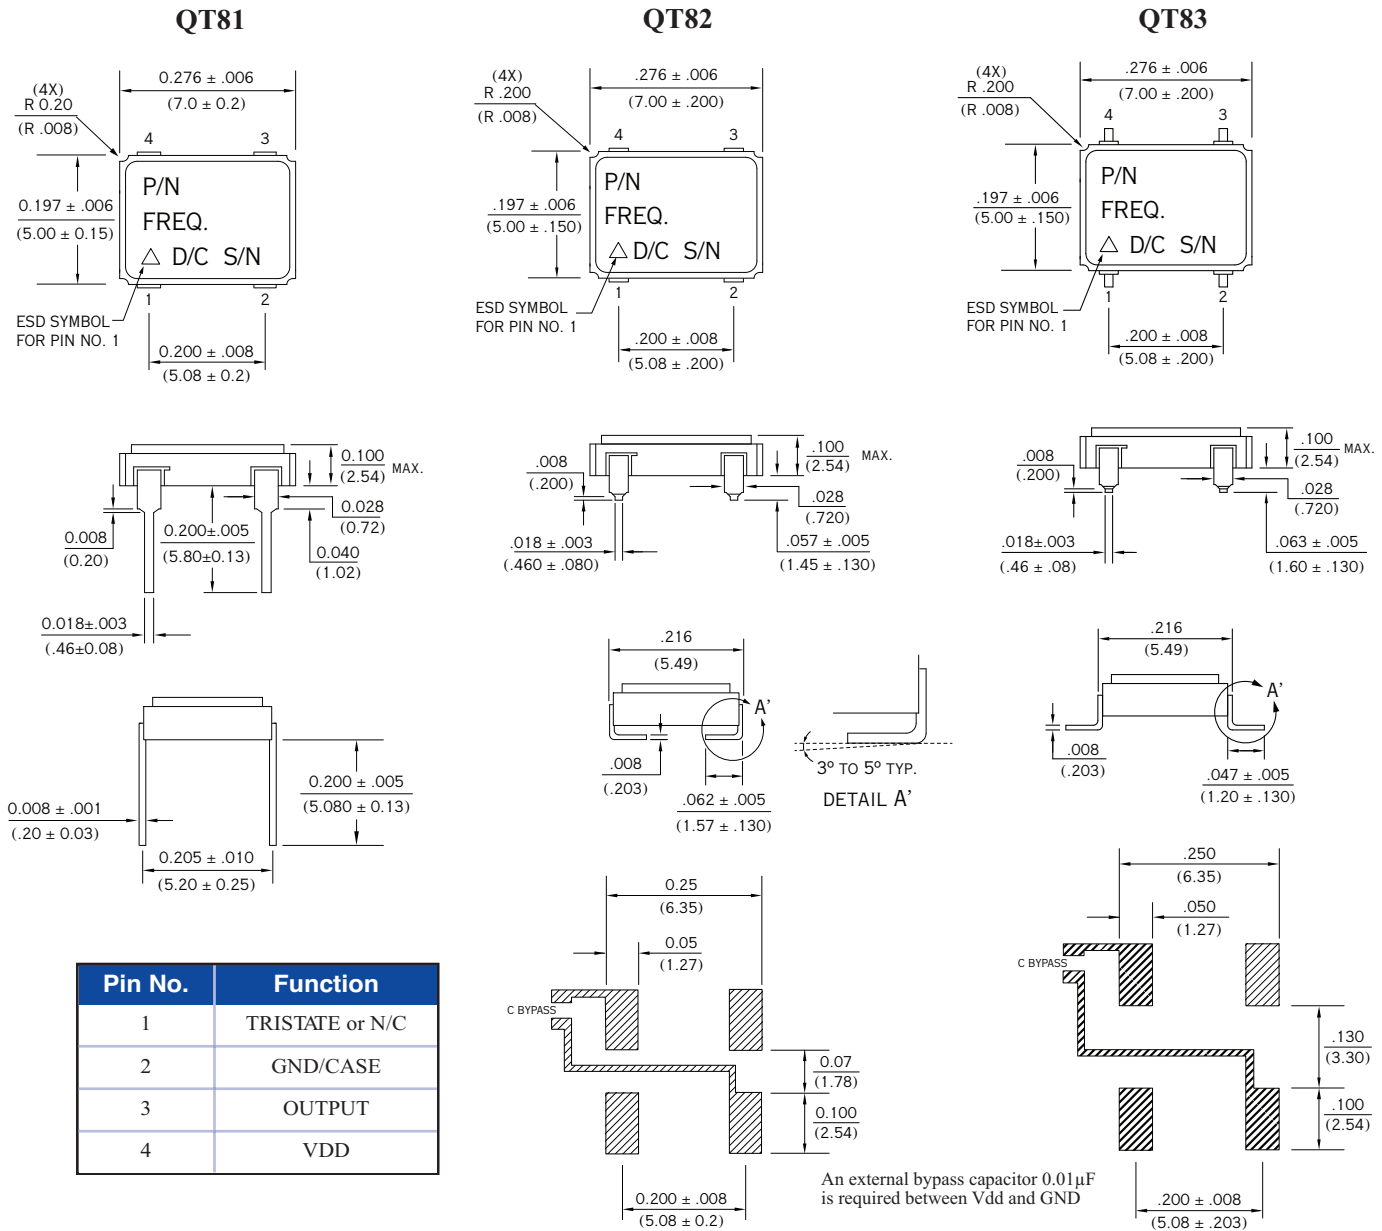 QT81
(4X)
R 0.20
(R .008)
0.276 ± .006
(7.0 ± 0.2)
4
3
0.197 ± .006
(5.00 ± 0.15)
P/N
FREQ.
△ D/C S/N
1
2
ESD SYMBOL
FOR PIN NO. 1
0.200 ± .008
(5.08 ± 0.2)
0.100
(2.54)
MAX.
0.028
(0.72)
0.008
(0.20)
0.200±.005
(5.80±0.13)
0.040
(1.02)
0.018±.003
(.46±0.08)
0.200 ± .005
(5.080 ± 0.13)
0.008 ± .001
(.20 ± 0.03)
0.205 ± .010
(5.20 ± 0.25)
Pin No. Function
1 TRISTATE or N/C
2 GND/CASE
3 OUTPUT
4 VDD
QT82
(4X)
R .200
(R .008)
.276 ± .006
(7.00 ± .200)
4
3
.197 ± .006
(5.00 ± .150)
P/N
FREQ.
△ D/C S/N
1
2
ESD SYMBOL
FOR PIN NO. 1
.200 ± .008
(5.08 ± .200)
.008
(.200)
.100
(2.54)
MAX.
.028
(.720)
.018 ± .003
(.460 ± .080)
.057 ± .005
(1.45 ± .130)
.216
(5.49)
A'
.008
(.203)
.062 ± .005
(1.57 ± .130)
3º TO 5º TYP.
DETAIL A'
0.25
(6.35)
0.05
(1.27)
C BYPASS
0.07
(1.78)
0.100
(2.54)
0.200 ± .008
(5.08 ± 0.2)
An external bypass capacitor 0.01µF
is required between Vdd and GND
QT83
(4X)
R .200
(R .008)
.276 ± .006
(7.00 ± .200)
4
3
.197 ± .006
(5.00 ± .150)
P/N
FREQ.
△ D/C S/N
1
2
ESD SYMBOL
FOR PIN NO. 1
.200 ± .008
(5.08 ± .200)
.008
(.200)
.100
(2.54)
MAX.
.028
(.720)
.018±.003
(.46 ± .08)
.063 ± .005
(1.60 ± .130)
.216
(5.49)
A'
.008
(.203)
.047 ± .005
(1.20 ± .130)
.250
(6.35)
.050
(1.27)
C BYPASS
.130
(3.30)
.100
(2.54)
.200 ± .008
(5.08 ± .203)